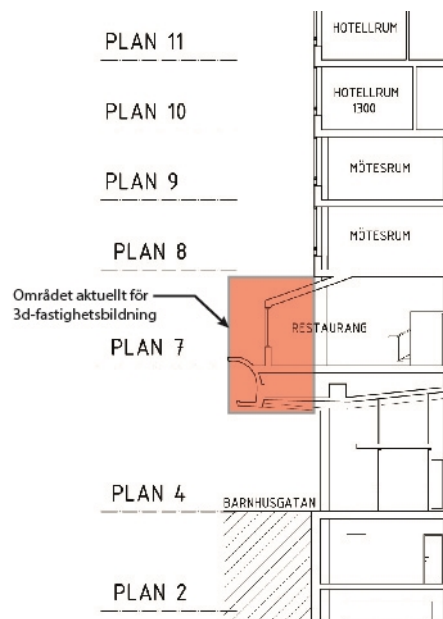 HOTELLRUM
PLAN 11
HOTELLRUM
1300
PLAN 10
MÖTESRUM
PLAN 9
MÖTESRUM
PLAN 8
Området aktuellt för
3d-fastighetsbildning
RESTAURANG
PLAN 7
PLAN 4
BARNHUSGATAN
PLAN 2